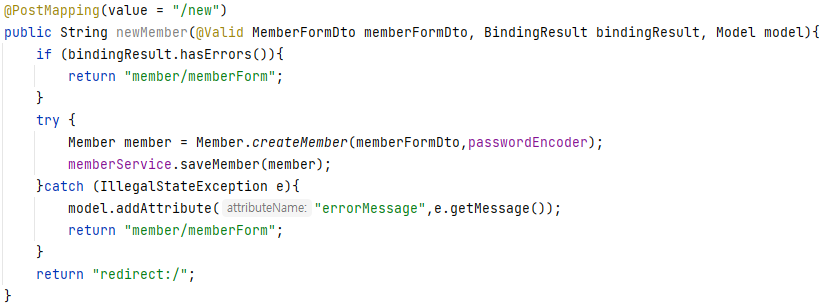 @PostMapping(value = "/new")
public String newMember(@Valid MemberFormDto memberFormDto, BindingResult bindingResult, Model model){
    if (bindingResult.hasErrors()){
        return "member/memberForm";
    }
    try {
        Member member = Member.createMember(memberFormDto,passwordEncoder);
        memberService.saveMember(member);
    }catch (IllegalStateException e){
        model.addAttribute( attributeName: "errorMessage",e.getMessage());
        return "member/memberForm";
    }
    return "redirect:/";
}